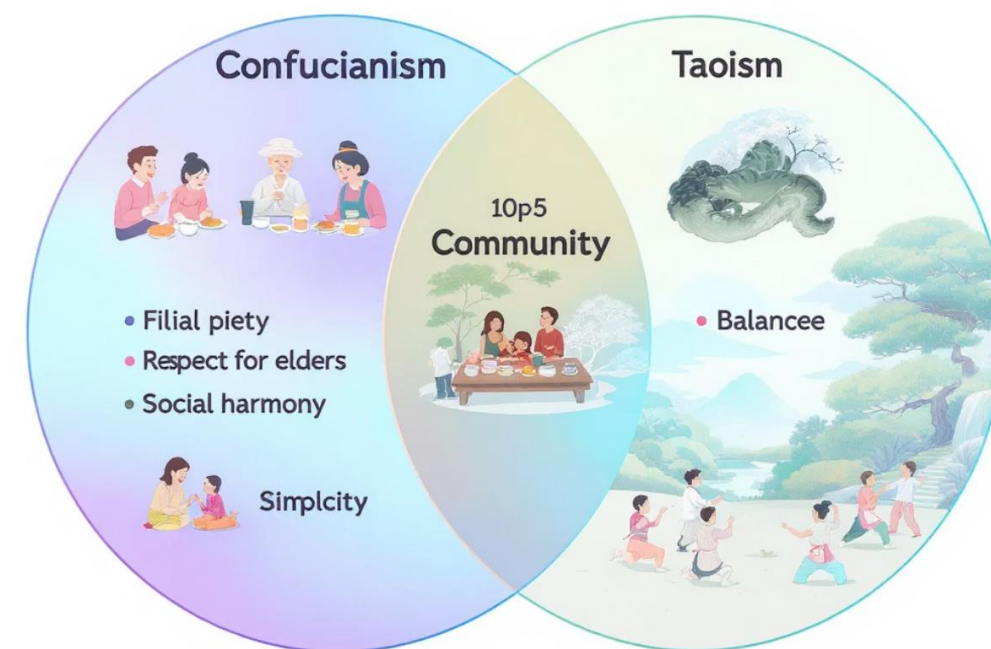 Confucianism
Taoism
10p5
Community
• Filial piety
• Respect for elders
• Social harmony
Simplcity
• Balancee